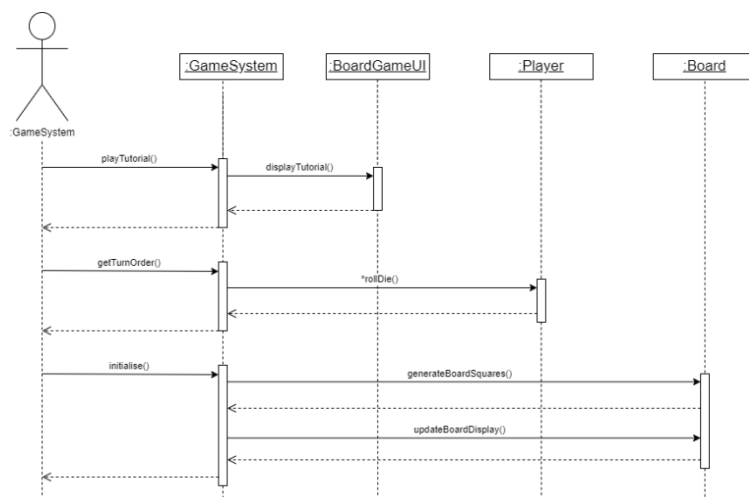 :GameSystem
:BoardGameUI
:Player
:Board
:GameSystem
playTutorial()
displayTutorial()
getTurnOrder()
*rollDie()
initialise()
generateBoardSquares()
updateBoardDisplay()